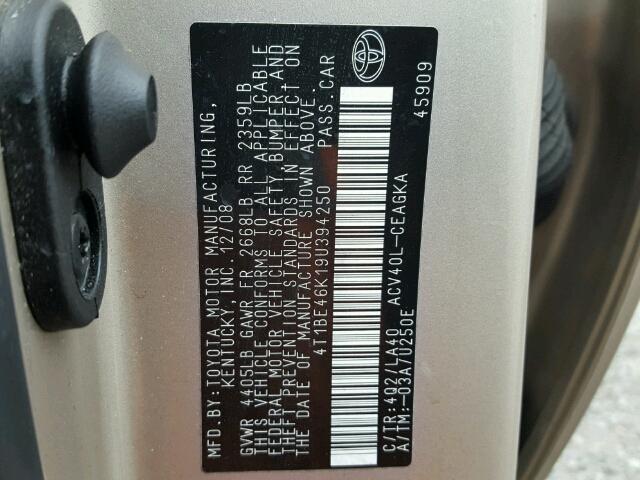 MFD.BY:TOYOTA MOTOR MANUFACTURING,
KENTUCKY, INC. 12/08
GVWR 4405LB GAWR FR 2668LB RR 2359LB
THIS VEHICLE CONFORMS TO ALL APPLICABLE
FEDERAL MOTOR VEHICLE SAFETY, BUMPER, AND
THEFT PREVENTION STANDARDS IN EFFECT ON
THE DATE OF MANUFACTURE SHOWN ABOVE.
4T1BE46K19U394250 PASS.CAR
C/TR:4Q2/LA40 ACV40L-CEAGKA
A/TM:-03A/U250E 45909